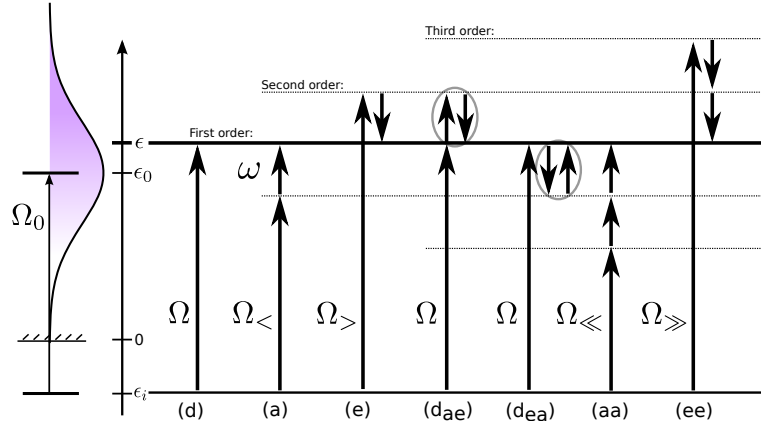 Third order:
Second order:
First order:
ϵ
ω
ϵ₀
Ω₀
Ω Ω< Ω> Ω Ω Ω≪ Ω≫
0
ϵᵢ
(d) (a) (e) (dae) (dea) (aa) (ee)